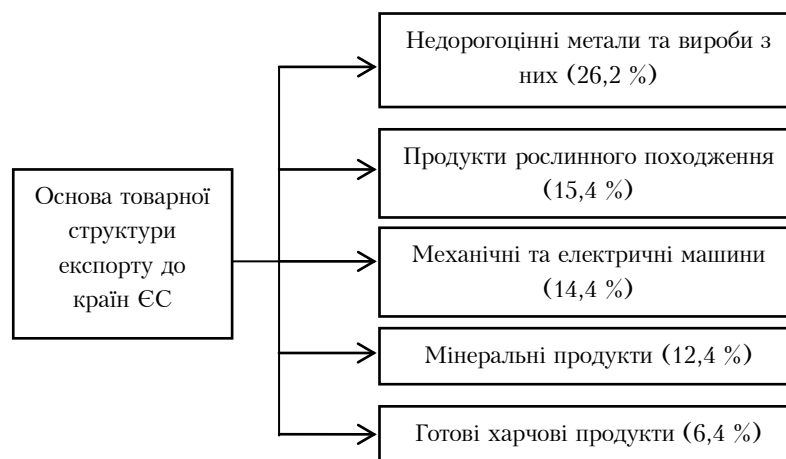 Основа товарної
структури
експорту до
країн ЄС
Недорогоцінні метали та вироби з
них (26,2 %)
Продукти рослинного походження
(15,4 %)
Механічні та електричні машини
(14,4 %)
Мінеральні продукти (12,4 %)
Готові харчові продукти (6,4 %)